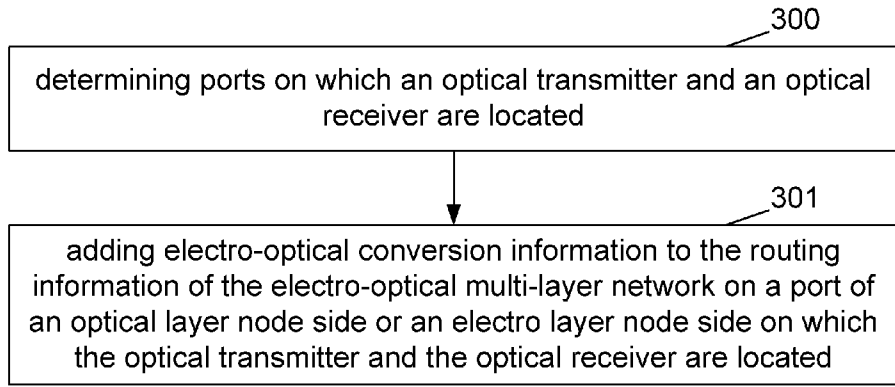 300
determining ports on which an optical transmitter and an optical
receiver are located
301
adding electro-optical conversion information to the routing
information of the electro-optical multi-layer network on a port of
an optical layer node side or an electro layer node side on which
the optical transmitter and the optical receiver are located